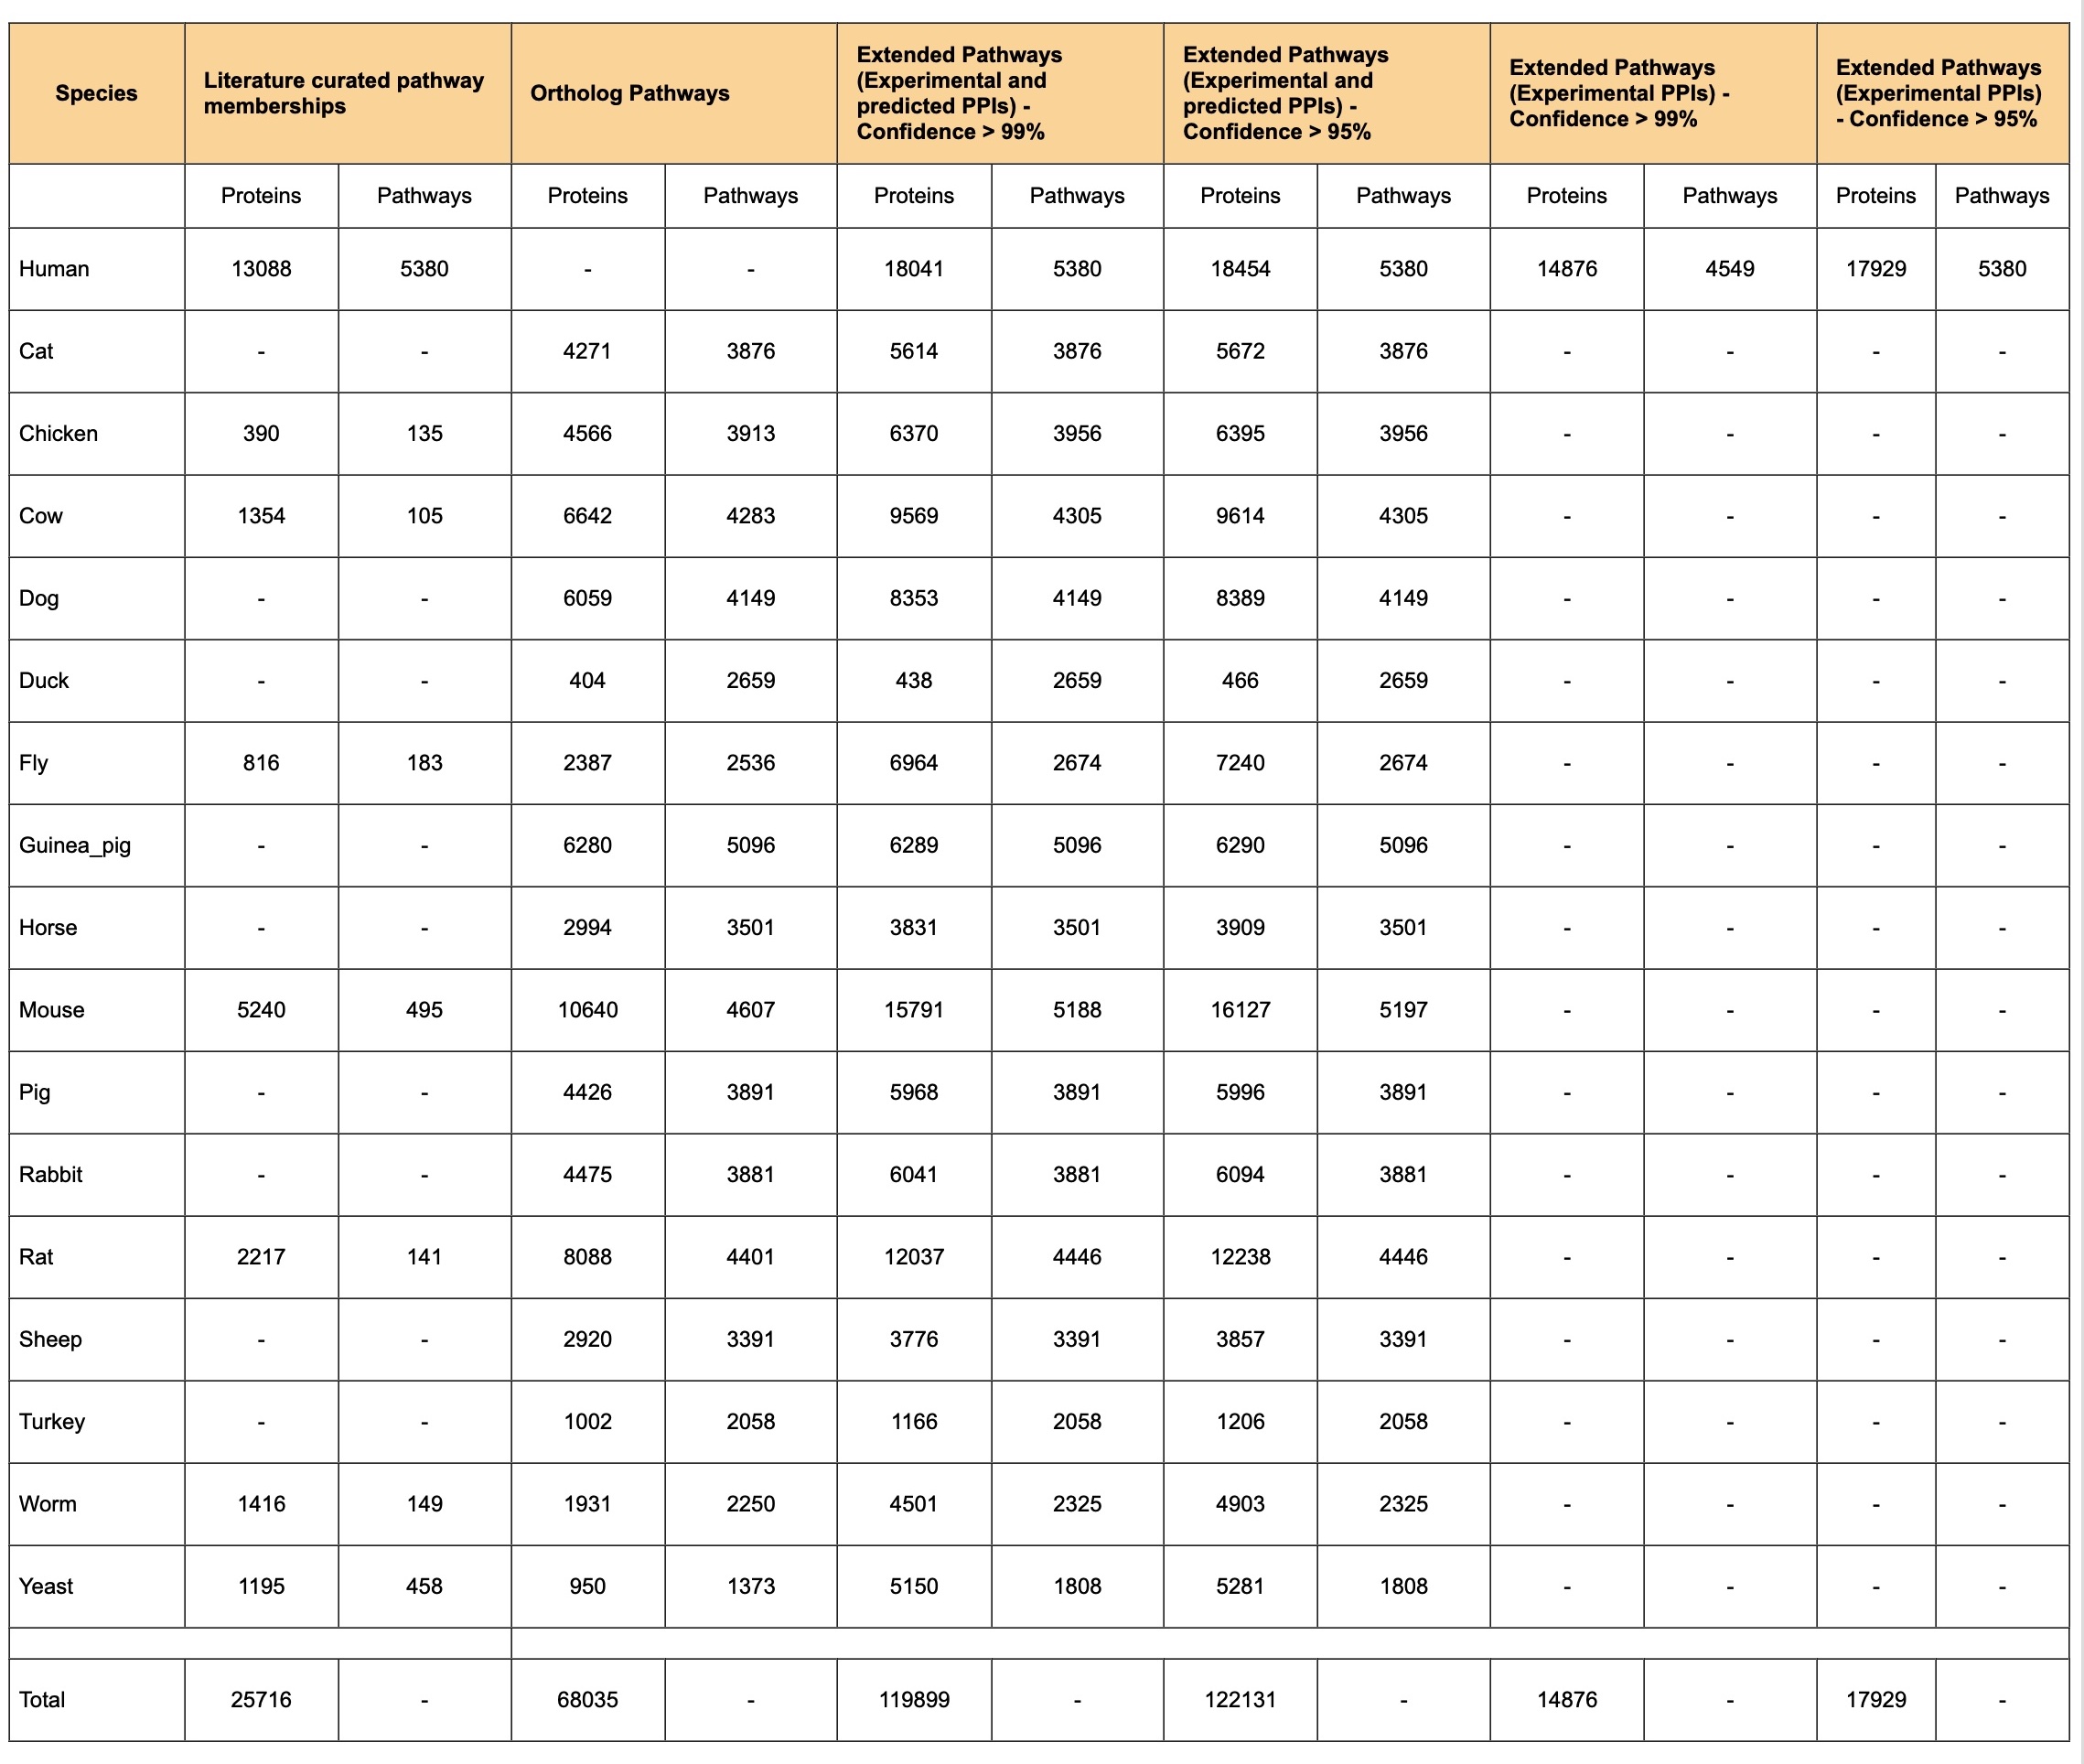 Species Literature curated pathway memberships Ortholog Pathways Extended Pathways (Experimental and predicted PPIs) - Confidence > 99% Extended Pathways (Experimental and predicted PPIs) - Confidence > 95% Extended Pathways (Experimental PPIs) - Confidence > 99% Extended Pathways (Experimental PPIs) - Confidence > 95%
Proteins Pathways Proteins Pathways Proteins Pathways Proteins Pathways Proteins Pathways Proteins Pathways
Human 13088 5380 - - 18041 5380 18454 5380 14876 4549 17929 5380
Cat - - 4271 3876 5614 3876 5672 3876 - - - -
Chicken 390 135 4566 3913 6370 3956 6395 3956 - - - -
Cow 1354 105 6642 4283 9569 4305 9614 4305 - - - -
Dog - - 6059 4149 8353 4149 8389 4149 - - - -
Duck - - 404 2659 438 2659 466 2659 - - - -
Fly 816 183 2387 2536 6964 2674 7240 2674 - - - -
Guinea_pig - - 6280 5096 6289 5096 6290 5096 - - - -
Horse - - 2994 3501 3831 3501 3909 3501 - - - -
Mouse 5240 495 10640 4607 15791 5188 16127 5197 - - - -
Pig - - 4426 3891 5968 3891 5996 3891 - - - -
Rabbit - - 4475 3881 6041 3881 6094 3881 - - - -
Rat 2217 141 8088 4401 12037 4446 12238 4446 - - - -
Sheep - - 2920 3391 3776 3391 3857 3391 - - - -
Turkey - - 1002 2058 1166 2058 1206 2058 - - - -
Worm 1416 149 1931 2250 4501 2325 4903 2325 - - - -
Yeast 1195 458 950 1373 5150 1808 5281 1808 - - - -
Total 25716 - 68035 - 119899 - 122131 - 14876 - 17929 -